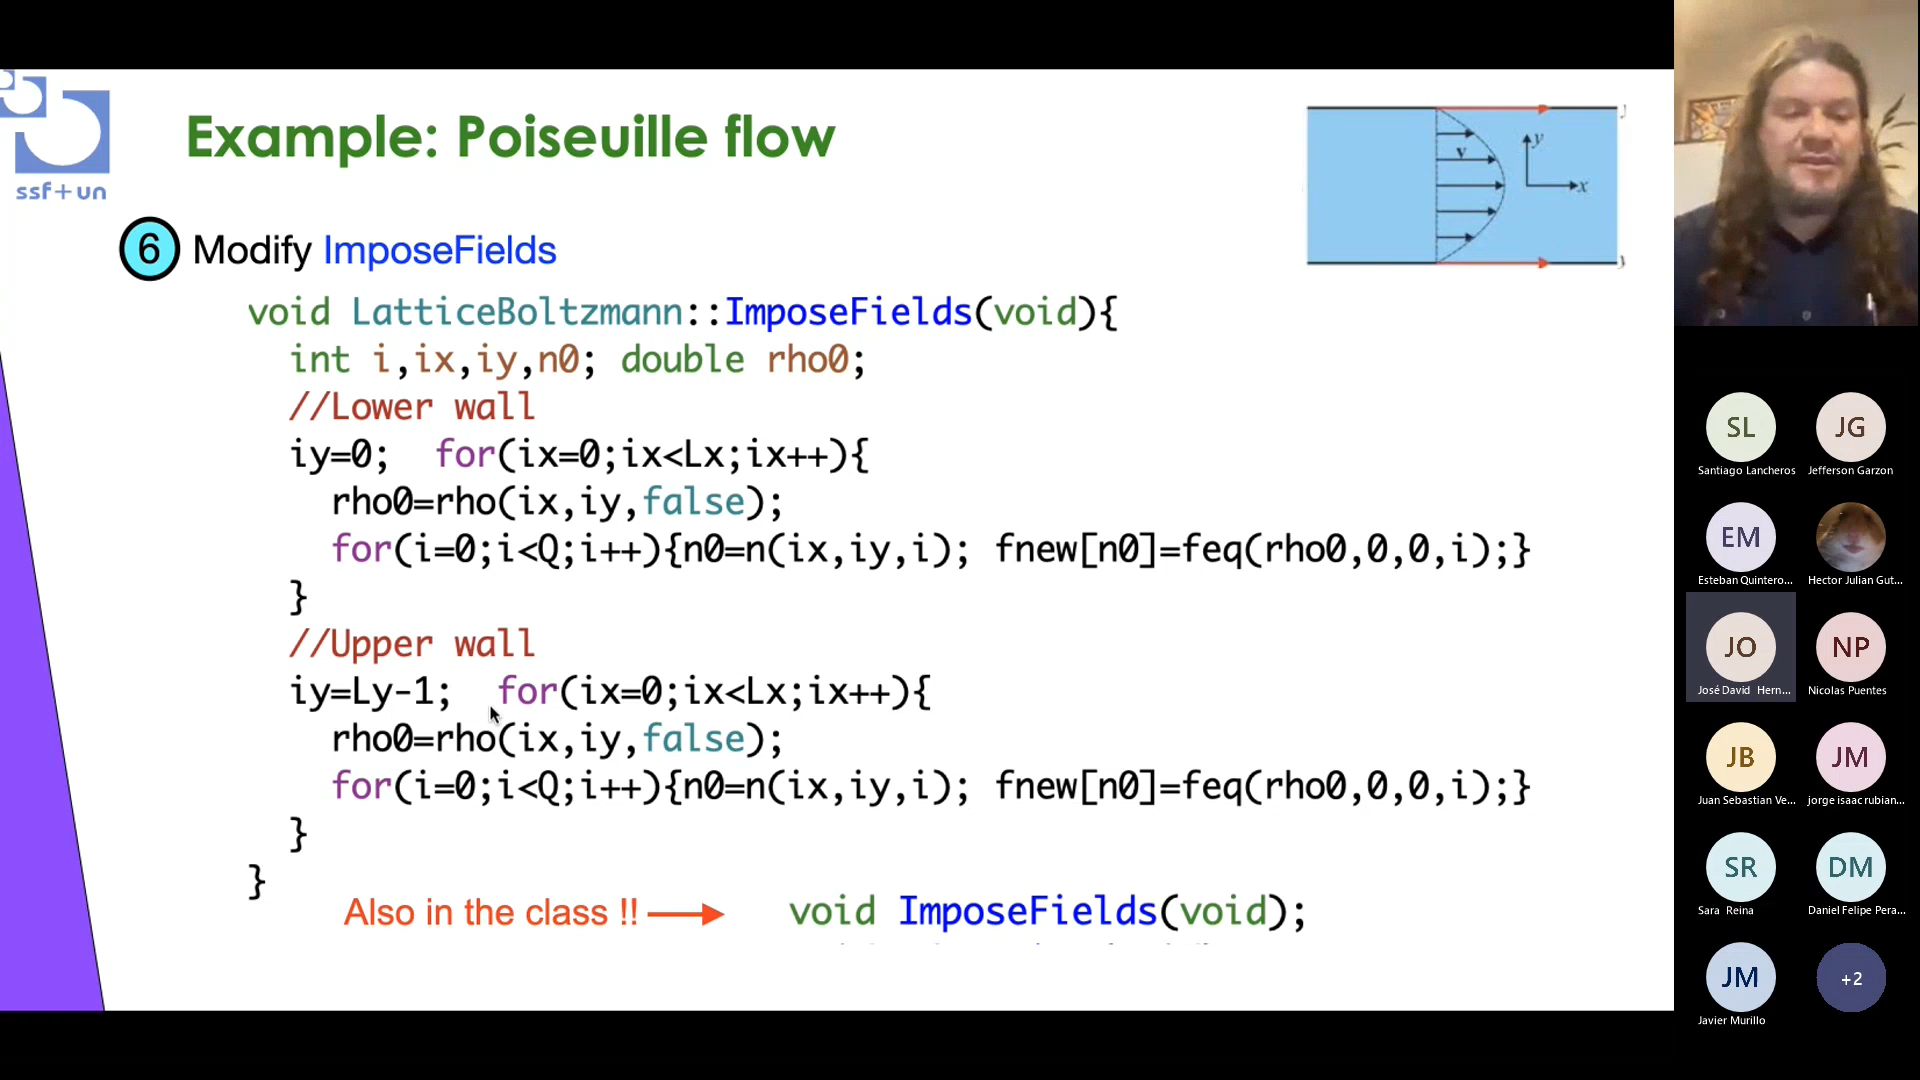 ssf+un
Example: Poiseuille flow
v
y
x
6 Modify ImposeFields
void LatticeBoltzmann::ImposeFields(void){
int i,ix,iy,n0; double rho0;
//Lower wall
iy=0; for(ix=0;ix<Lx;ix++){
rho0=rho(ix,iy,false);
for(i=0;i<Q;i++){n0=n(ix,iy,i); fnew[n0]=feq(rho0,0,0,i);}
}
//Upper wall
iy=Ly-1; for(ix=0;ix<Lx;ix++){
rho0=rho(ix,iy,false);
for(i=0;i<Q;i++){n0=n(ix,iy,i); fnew[n0]=feq(rho0,0,0,i);}
}
}
Also in the class !! void ImposeFields(void);
SL JG
Santiago Lancheros Jefferson Garzon
EM
Esteban Quintero... Hector Julian Gut...
JO NP
José David Hern... Nicolas Puentes
JB JM
Juan Sebastian Ve... jorge isaac rubian...
SR DM
Sara Reina Daniel Felipe Pera...
JM +2
Javier Murillo